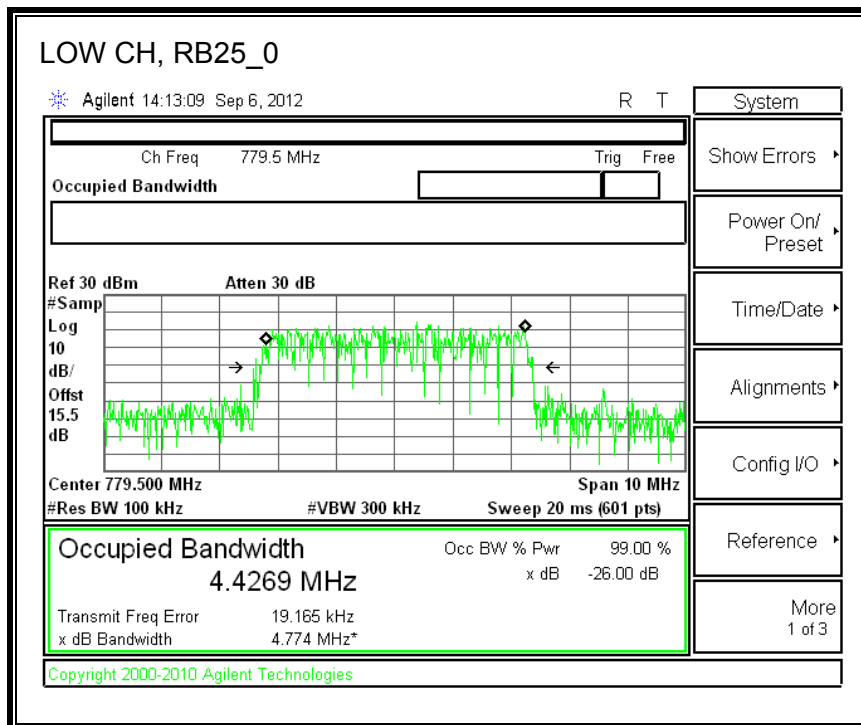 LOW CH, RB25_0
Agilent 14:13:09 Sep 6, 2012 R T
Ch Freq 779.5 MHz Trig Free
Occupied Bandwidth
Ref 30 dBm Atten 30 dB
#Samp
Log
10
dB/
Offst
15.5
dB
Center 779.500 MHz Span 10 MHz
#Res BW 100 kHz #VBW 300 kHz Sweep 20 ms (601 pts)
Occupied Bandwidth Occ BW % Pwr 99.00 %
4.4269 MHz x dB -26.00 dB
Transmit Freq Error 19.165 kHz
x dB Bandwidth 4.774 MHz*
Copyright 2000-2010 Agilent Technologies
System
Show Errors
Power On/
Preset
Time/Date
Alignments
Config I/O
Reference
More
1 of 3